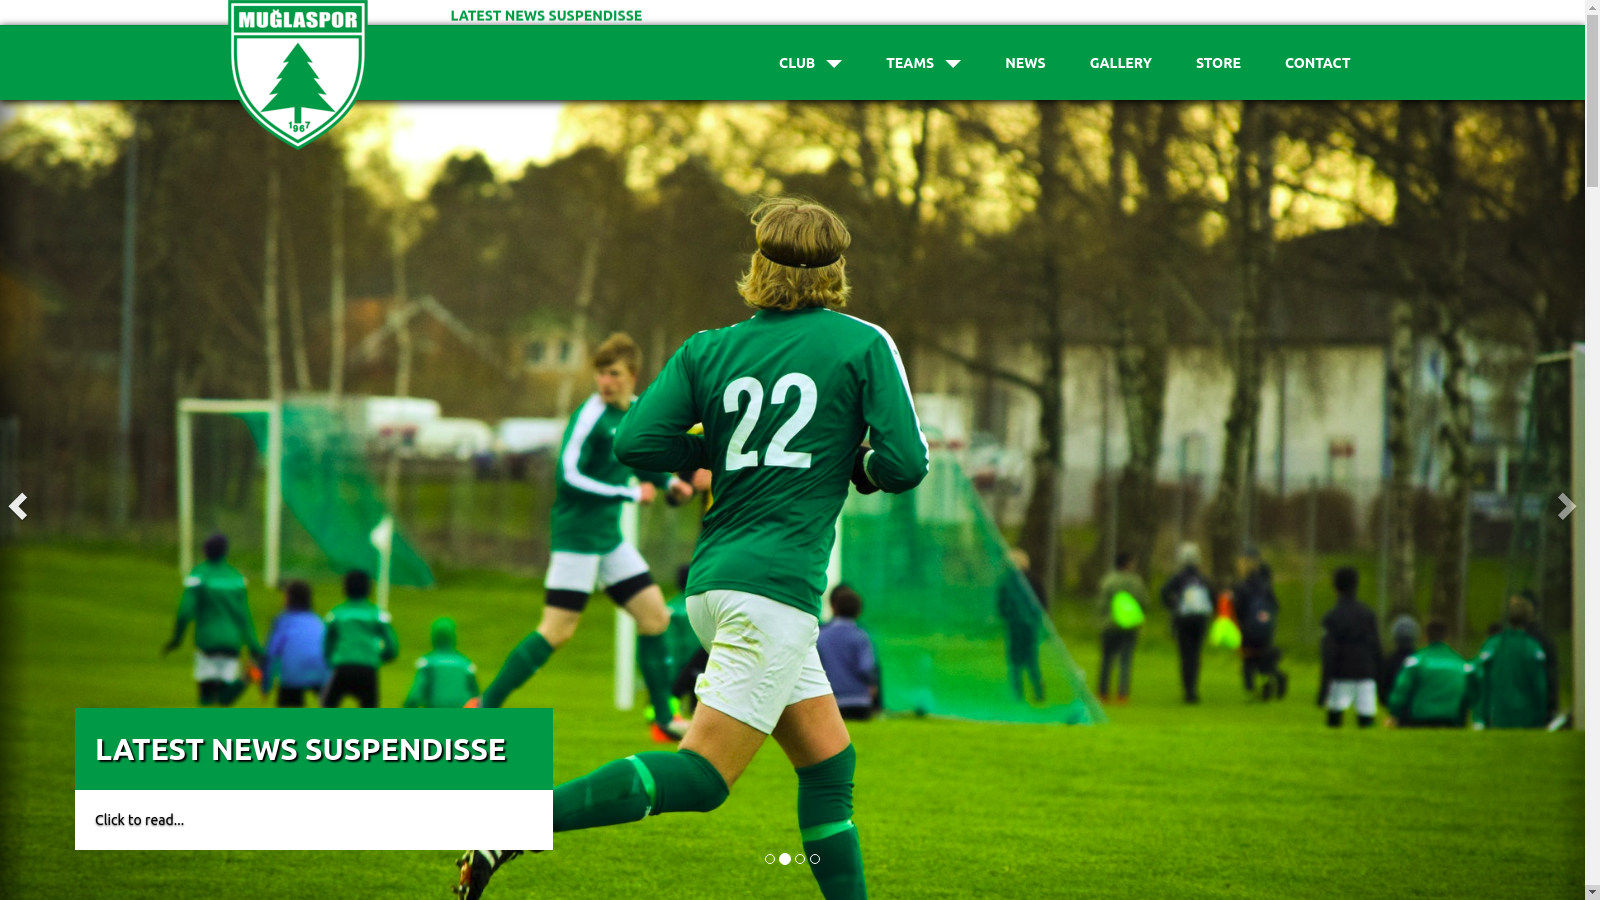 MUĞLASPOR
1967
LATEST NEWS SUSPENDISSE
CLUB
TEAMS
NEWS
GALLERY
STORE
CONTACT
22
LATEST NEWS SUSPENDISSE
Click to read...